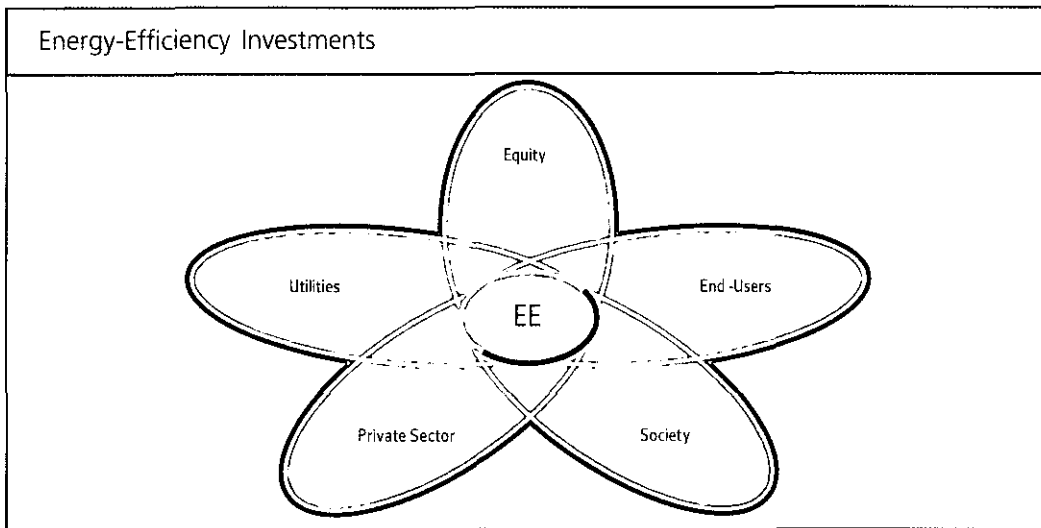 Energy-Efficiency Investments
Equity
Utilities
End -Users
EE
Private Sector
Society